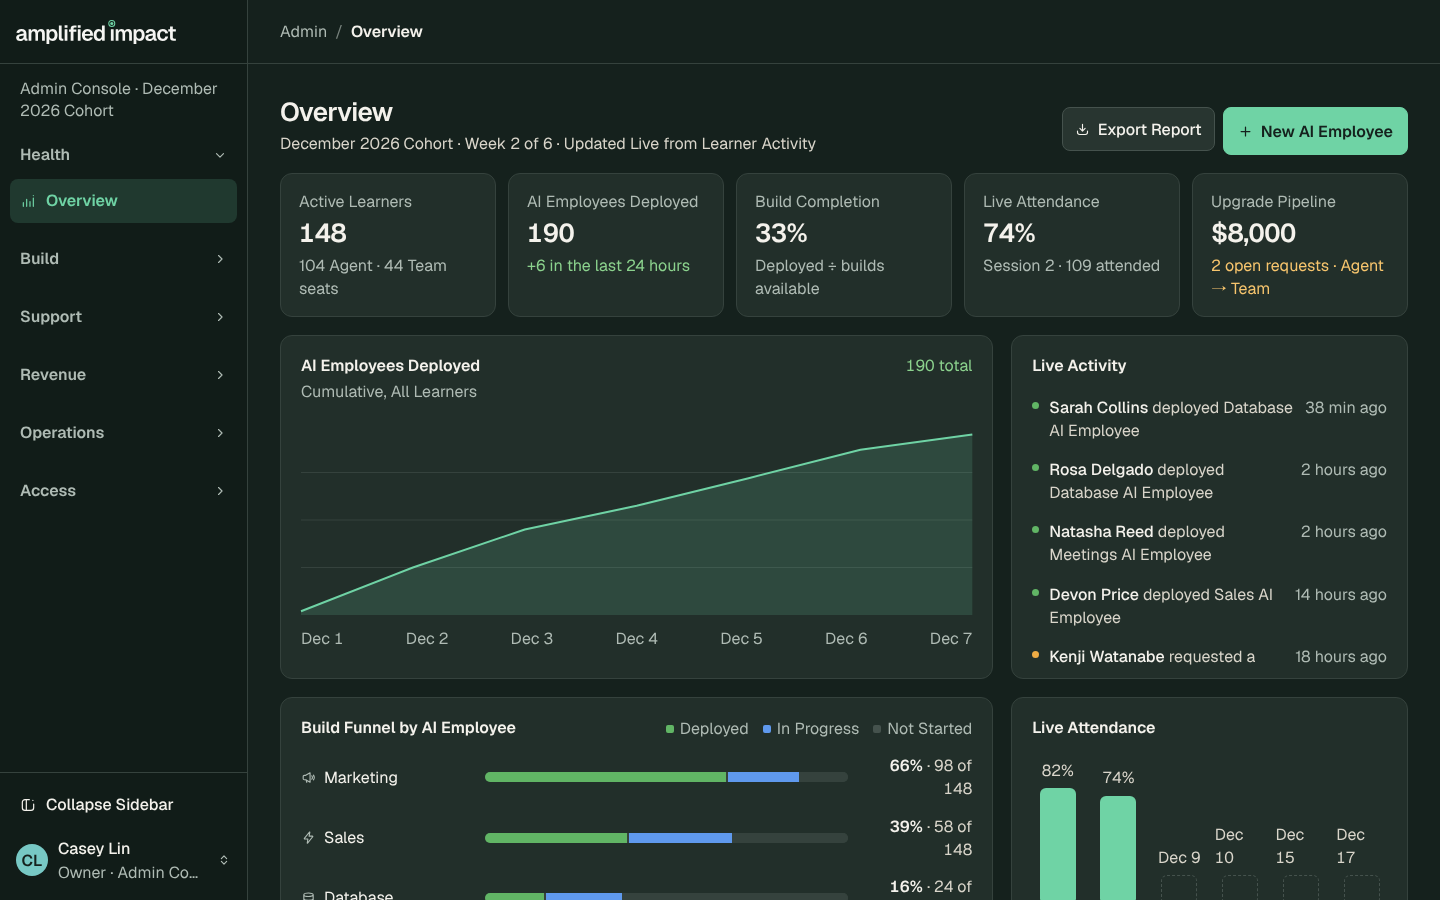 amplified impact
Admin / Overview
Admin Console · December
2026 Cohort
Health
Overview
Build
Support
Revenue
Operations
Access
Collapse Sidebar
CL
Casey Lin
Owner · Admin Co...
Overview
December 2026 Cohort · Week 2 of 6 · Updated Live from Learner Activity
Export Report
+ New AI Employee
Active Learners
148
104 Agent · 44 Team
seats
AI Employees Deployed
190
+6 in the last 24 hours
Build Completion
33%
Deployed ÷ builds
available
Live Attendance
74%
Session 2 · 109 attended
Upgrade Pipeline
$8,000
2 open requests · Agent
→ Team
AI Employees Deployed
190 total
Cumulative, All Learners
Dec 1 Dec 2 Dec 3 Dec 4 Dec 5 Dec 6 Dec 7
Live Activity
Sarah Collins deployed Database 38 min ago
AI Employee
Rosa Delgado deployed 2 hours ago
Database AI Employee
Natasha Reed deployed 2 hours ago
Meetings AI Employee
Devon Price deployed Sales AI 14 hours ago
Employee
Kenji Watanabe requested a 18 hours ago
Build Funnel by AI Employee
Deployed In Progress Not Started
Marketing 66% · 98 of
148
Sales 39% · 58 of
148
Database 16% · 24 of
Live Attendance
82% 74%
Dec 9
Dec
10
Dec
15
Dec
17